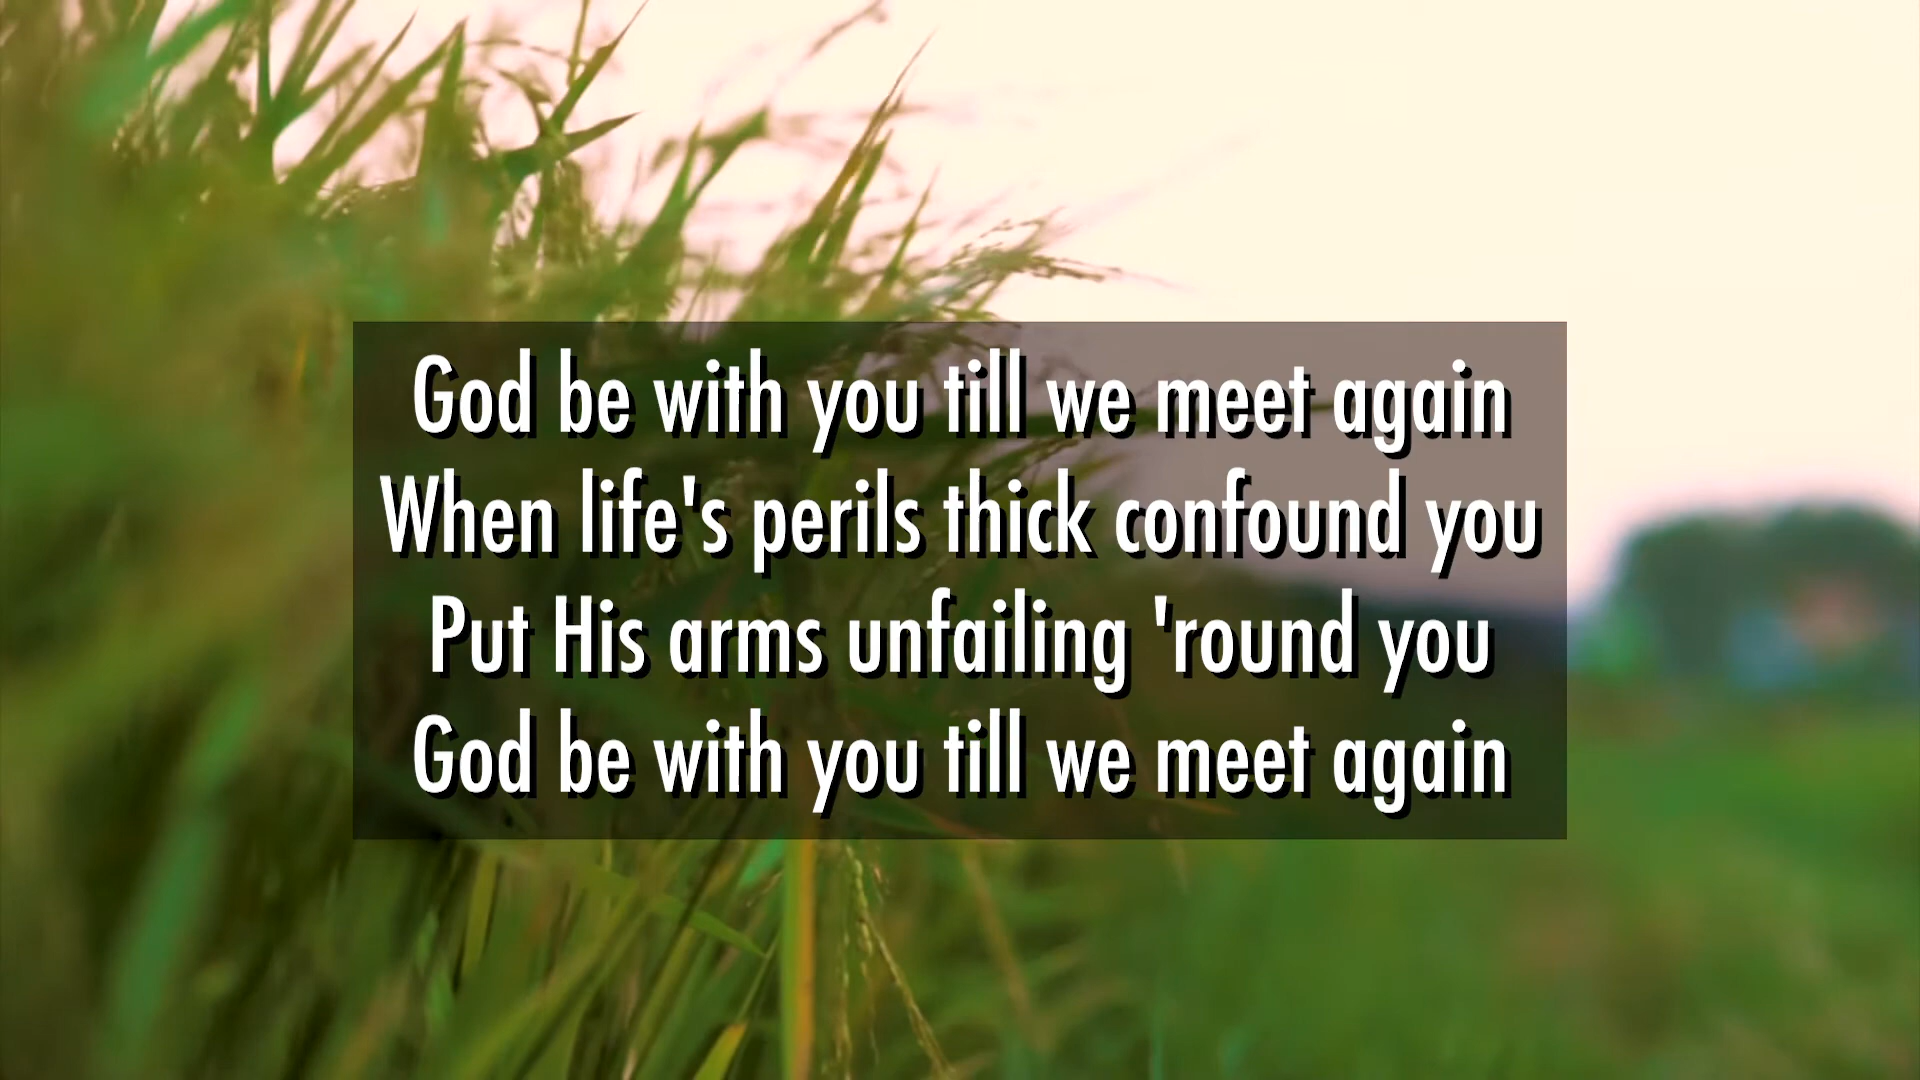 God be with you till we meet again
When life's perils thick confound you
Put His arms unfailing 'round you
God be with you till we meet again